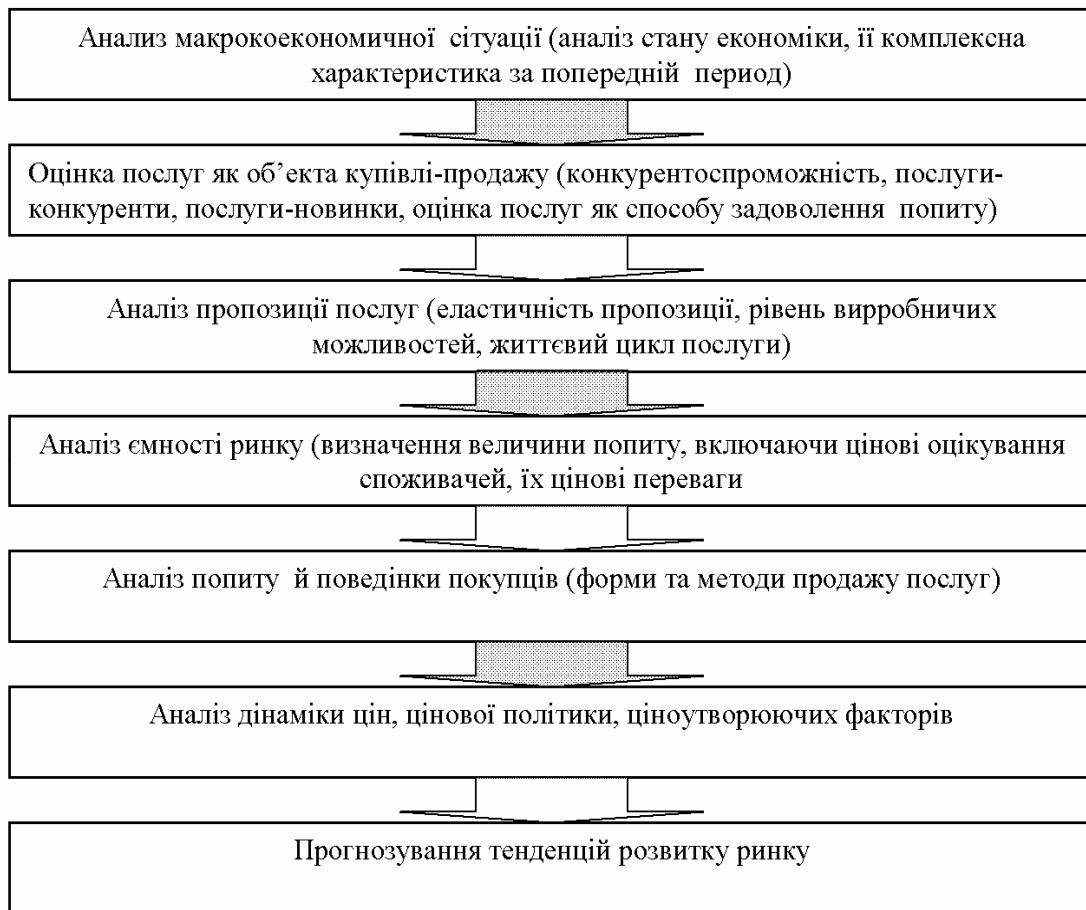 Анализ макрокоекономичної ситуації (аналіз стану економіки, її комплексна
характеристика за попередній период)
Оцінка послуг як об’єкта купівлі-продажу (конкурентоспроможність, послуги-
конкуренти, послуги-новинки, оцінка послуг як способу задоволення попиту)
Аналіз пропозиції послуг (еластичність пропозиції, рівень вирробничих
можливостей, життєвий цикл послуги)
Аналіз ємності ринку (визначення величини попиту, включаючи цінові оцікування
споживачей, їх цінові переваги
Аналіз попиту й поведінки покупців (форми та методи продажу послуг)
Аналіз дінаміки цін, цінової політики, ціноутворюючих факторів
Прогнозування тенденцій розвитку ринку